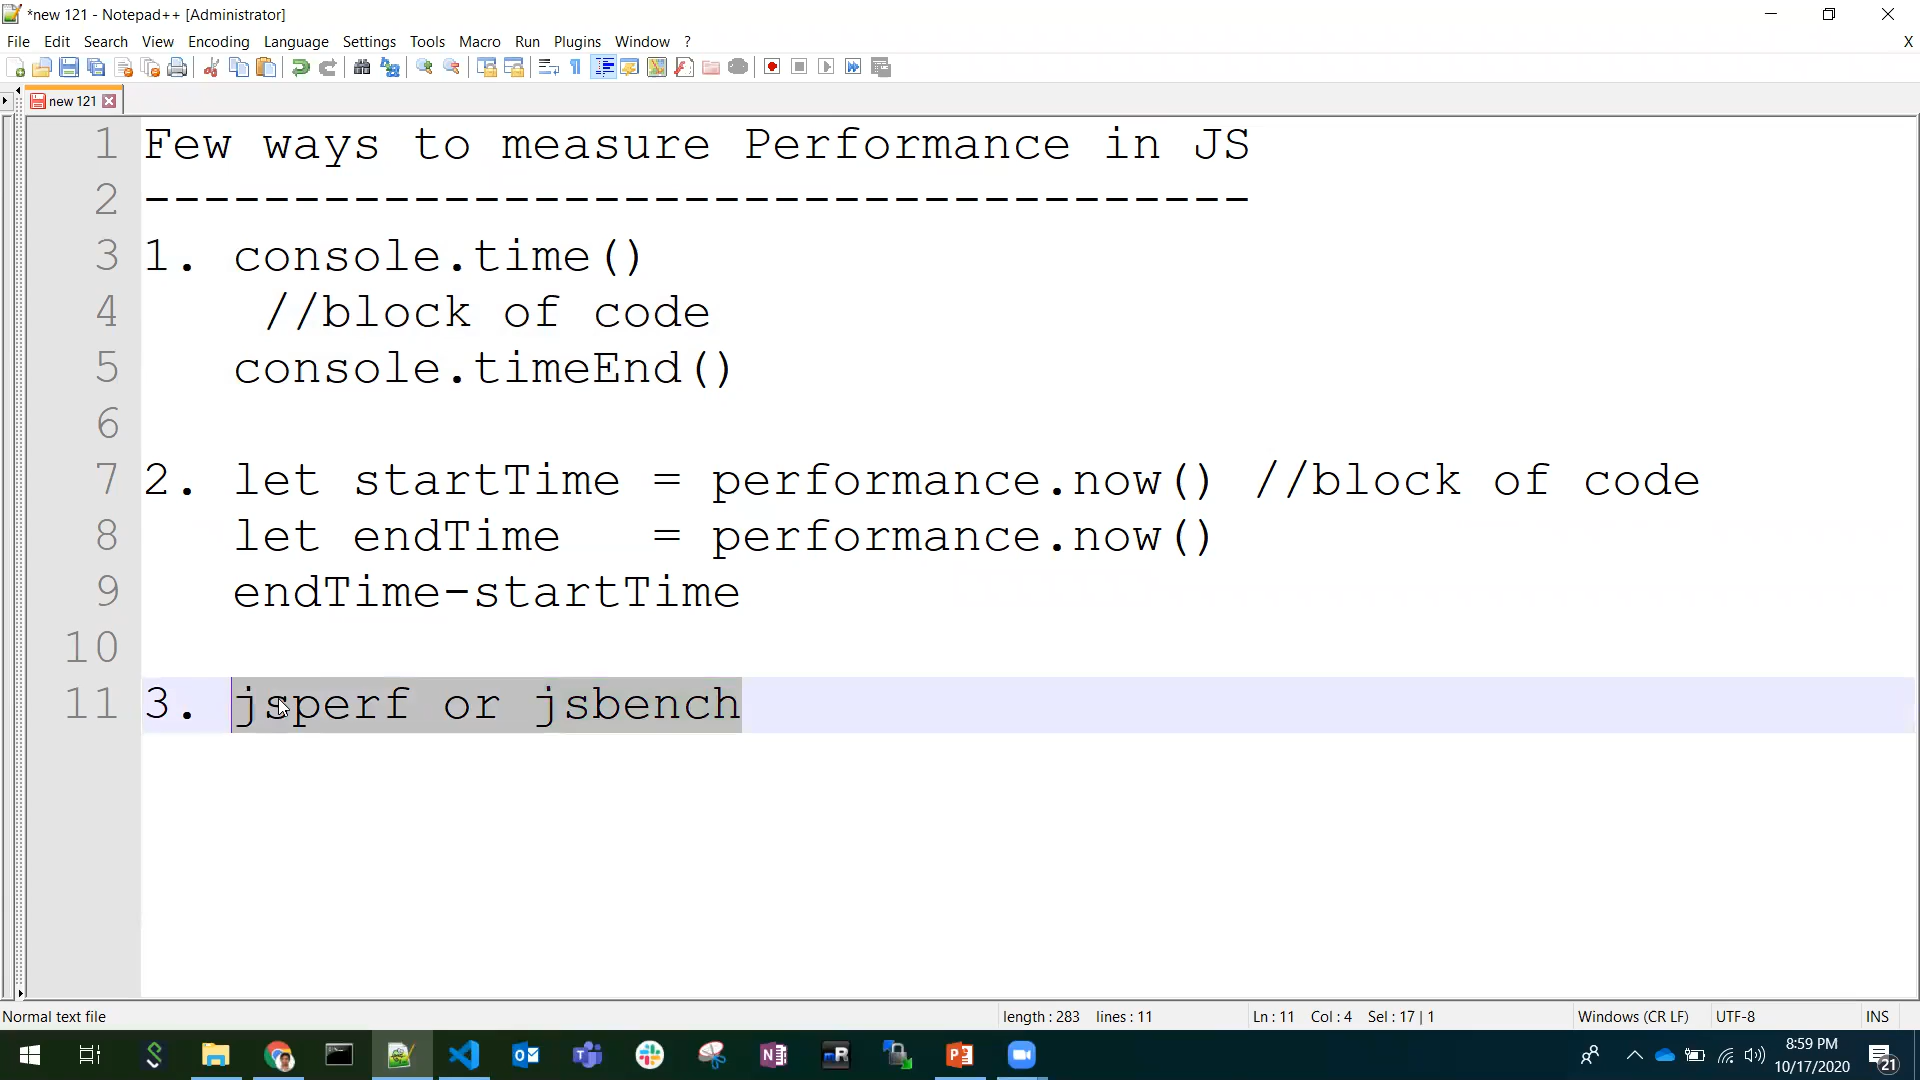 *new 121 - Notepad++ [Administrator]
File Edit Search View Encoding Language Settings Tools Macro Run Plugins Window ? X
new 121
1 Few ways to measure Performance in JS
2 -------------------------------------
3 1. console.time()
4 //block of code
5 console.timeEnd()
6
7 2. let startTime = performance.now() //block of code
8 let endTime = performance.now()
9 endTime-startTime
10
11 3. jsperf or jsbench
Normal text file length : 283 lines : 11 Ln : 11 Col : 4 Sel : 17 | 1 Windows (CR LF) UTF-8 INS
8:59 PM
10/17/2020
21